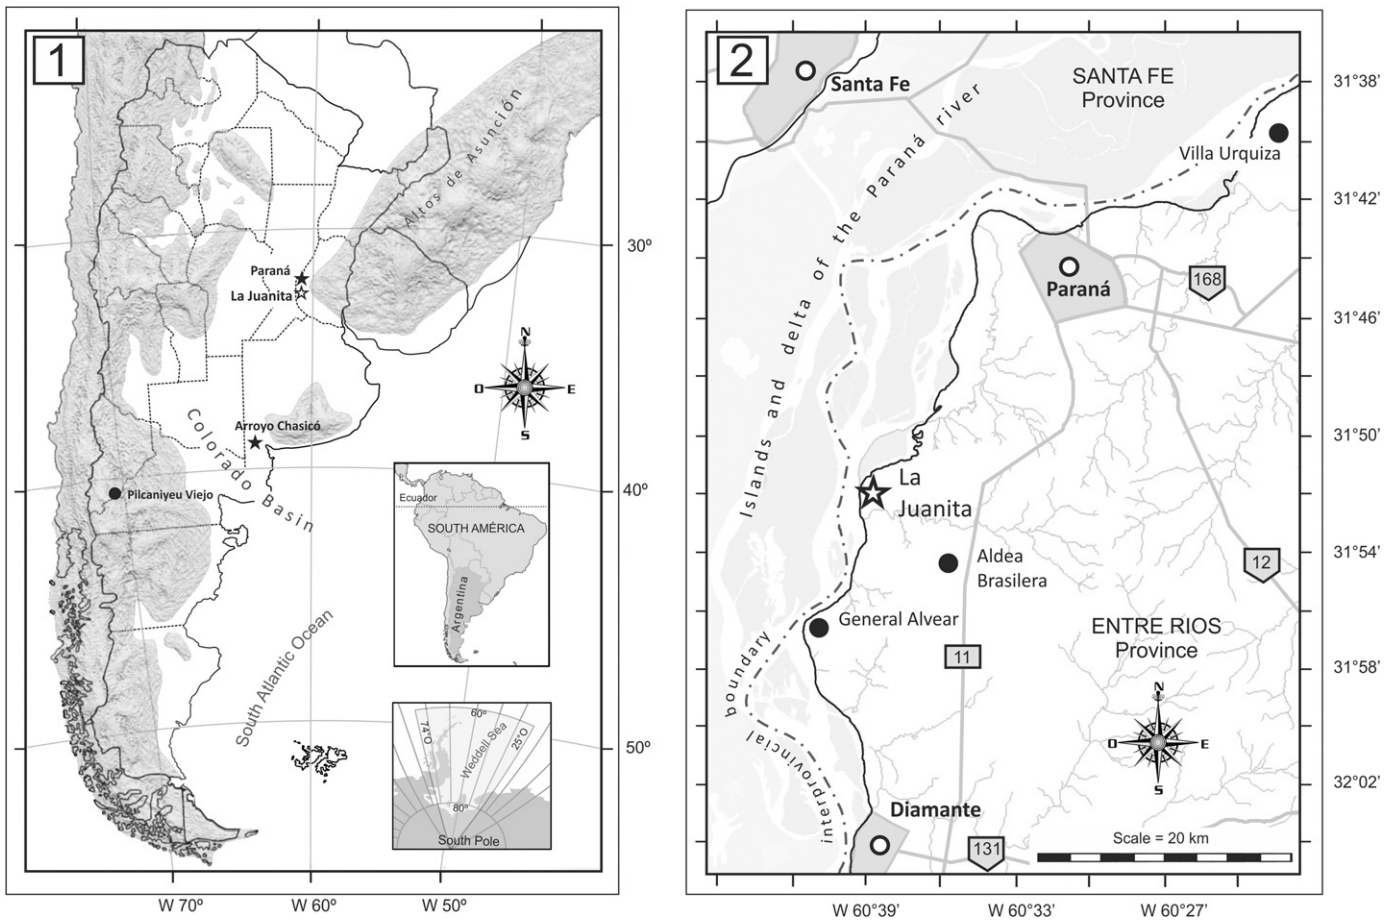 1
Altos de Asunción
30º
Paraná
La Juanita
N
O
E
S
Arroyo Chasicó
Colorado Basin
Pilcaniyeu Viejo
40º
Ecuador
SOUTH AMÉRICA
Argentina
South Atlantic Ocean
60º
74°O
Weddell Sea
25°O
80º
South Pole
50º
W 70º
W 60º
W 50º
2
Santa Fe
SANTA FE
Province
31º38'
Villa Urquiza
Islands and delta of the Paraná river
31º42'
168
Paraná
31º46'
31º50'
La
Juanita
31º54'
Aldea
Brasilera
12
General Alvear
ENTRE RIOS
Province
11
31º58'
boundary
interprovincial
N
O
E
S
32º02'
Diamante
131
Scale = 20 km
W 60º39'
W 60º33'
W 60º27'